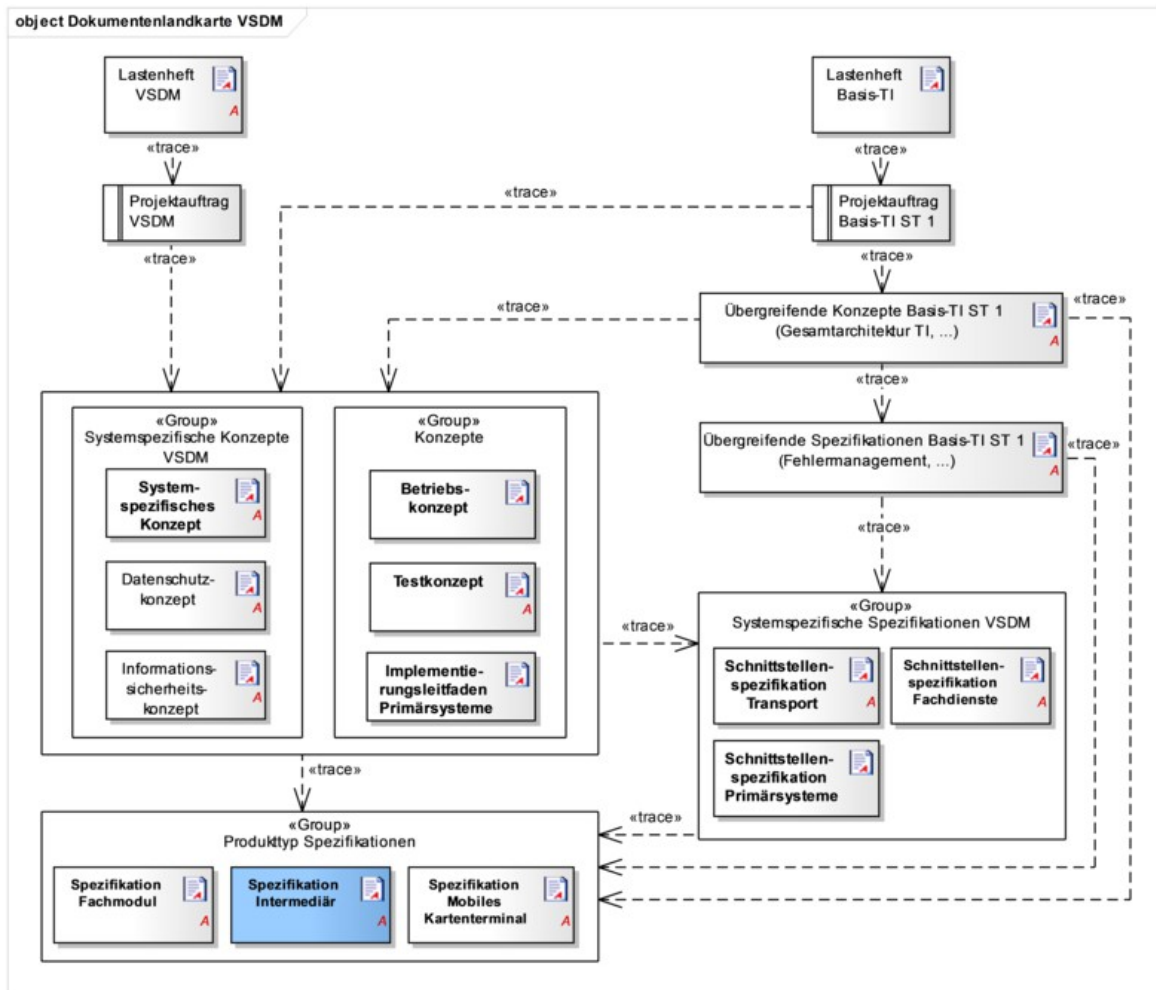 object Dokumentenlandkarte VSDM
Lastenheft
VSDM
A
Lastenheft
Basis-TI
«trace»
«trace»
Projektauftrag
VSDM
«trace»
Projektauftrag
Basis-TI ST 1
«trace»
«trace»
«trace»
Übergreifende Konzepte Basis-TI ST 1
(Gesamtarchitektur TI, ...)
A
«trace»
«trace»
Übergreifende Spezifikationen Basis-TI ST 1
(Fehlermanagement, ...)
A
«trace»
«trace»
«Group»
Systemspezifische Konzepte
VSDM
System-
spezifisches
Konzept
A
Datenschutz-
konzept
A
Informations-
sicherheits-
konzept
A
«Group»
Konzepte
Betriebs-
konzept
Testkonzept
A
Implementie-
rungsleitfaden
Primärsysteme
«trace»
«Group»
Systemspezifische Spezifikationen VSDM
Schnittstellen-
spezifikation
Transport
A
Schnittstellen-
spezifikation
Fachdienste
A
Schnittstellen-
spezifikation
Primärsysteme
«trace»
«trace»
«Group»
Produkttyp Spezifikationen
Spezifikation
Fachmodul
A
Spezifikation
Intermediär
A
Spezifikation
Mobiles
Kartenterminal
A